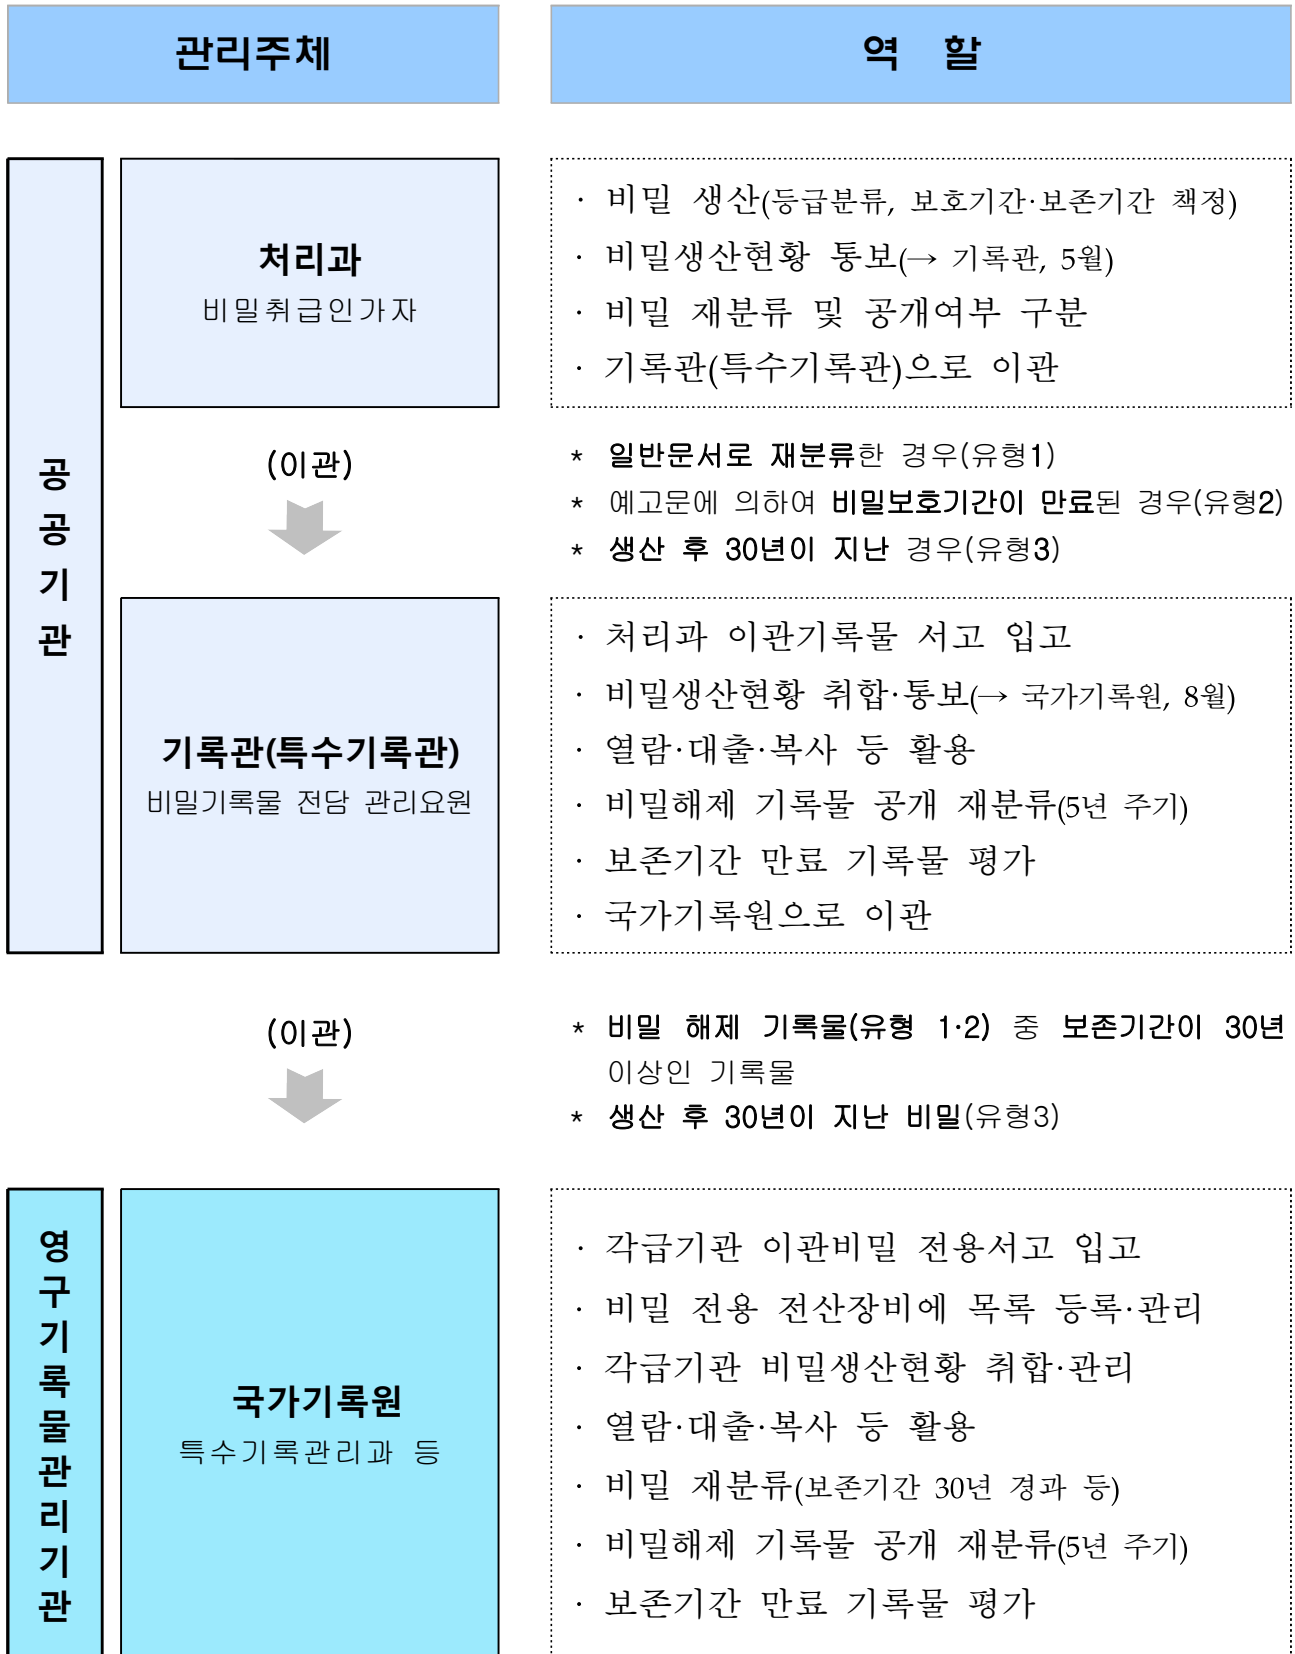 관리주체
역 할
공공기관
처리과
비밀취급인가자
· 비밀 생산(등급분류, 보호기간·보존기간 책정)
· 비밀생산현황 통보(→ 기록관, 5월)
· 비밀 재분류 및 공개여부 구분
· 기록관(특수기록관)으로 이관
(이관)
* 일반문서로 재분류한 경우(유형1)
* 예고문에 의하여 비밀보호기간이 만료된 경우(유형2)
* 생산 후 30년이 지난 경우(유형3)
기록관(특수기록관)
비밀기록물 전담 관리요원
· 처리과 이관기록물 서고 입고
· 비밀생산현황 취합·통보(→ 국가기록원, 8월)
· 열람·대출·복사 등 활용
· 비밀해제 기록물 공개 재분류(5년 주기)
· 보존기간 만료 기록물 평가
· 국가기록원으로 이관
(이관)
* 비밀 해제 기록물(유형 1·2) 중 보존기간이 30년
이상인 기록물
* 생산 후 30년이 지난 비밀(유형3)
영구기록물관리기관
국가기록원
특수기록관리과 등
· 각급기관 이관비밀 전용서고 입고
· 비밀 전용 전산장비에 목록 등록·관리
· 각급기관 비밀생산현황 취합·관리
· 열람·대출·복사 등 활용
· 비밀 재분류(보존기간 30년 경과 등)
· 비밀해제 기록물 공개 재분류(5년 주기)
· 보존기간 만료 기록물 평가